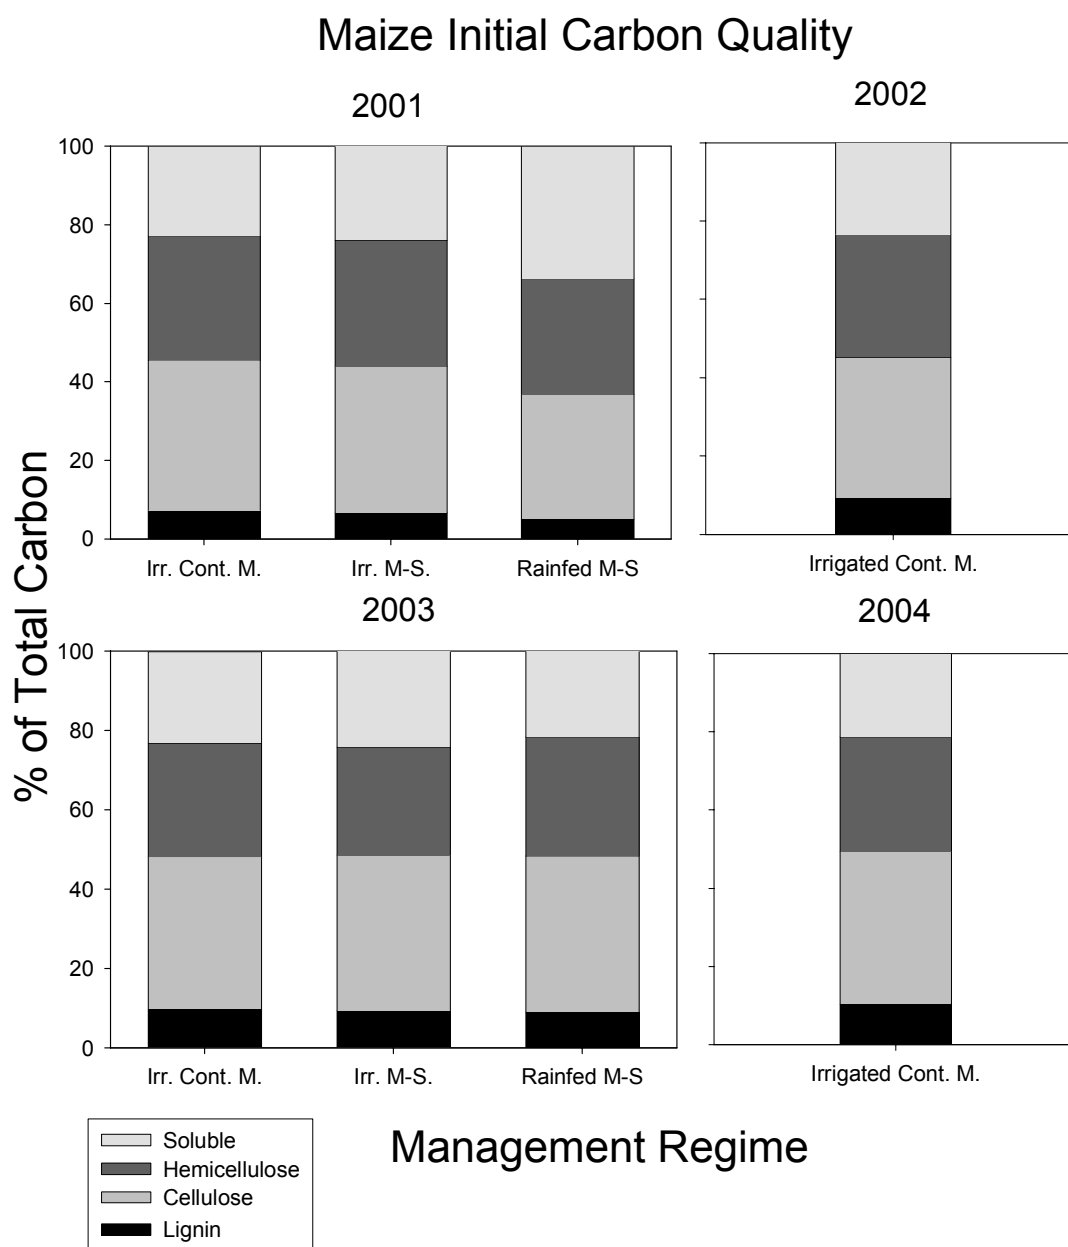 Maize Initial Carbon Quality
2001
2002
100
80
60
40
20
0
Irr. Cont. M.
Irr. M-S.
Rainfed M-S
Irrigated Cont. M.
% of Total Carbon
2003
2004
100
80
60
40
20
0
Irr. Cont. M.
Irr. M-S.
Rainfed M-S
Irrigated Cont. M.
Management Regime
Soluble
Hemicellulose
Cellulose
Lignin